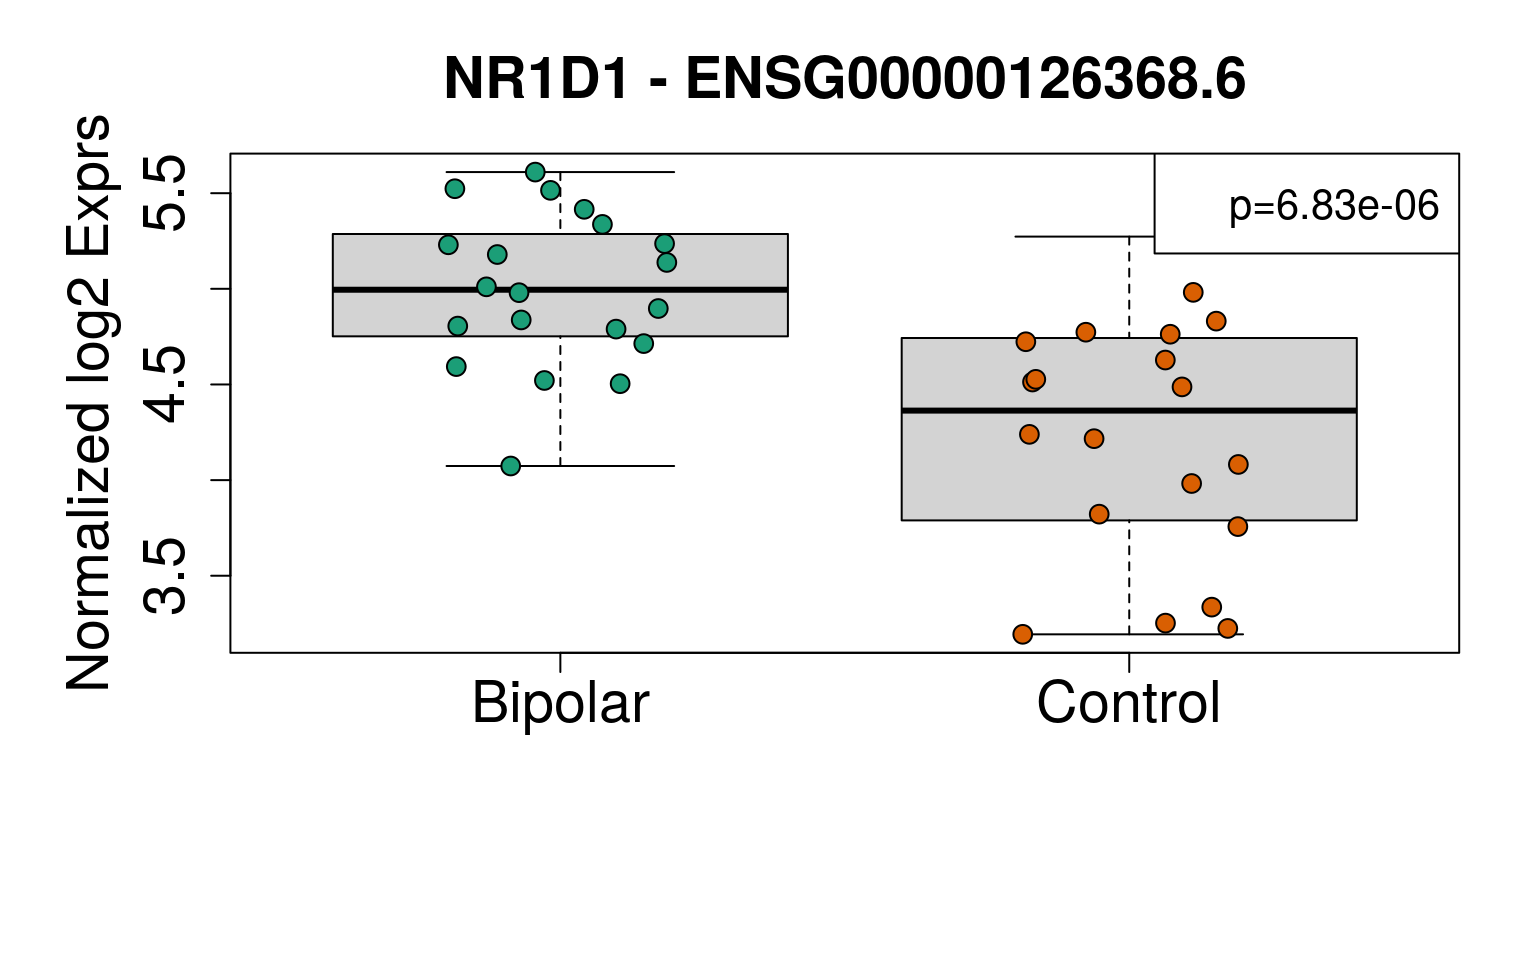 NR1D1 - ENSG00000126368.6
Normalized log2 Exprs
5.5
4.5
3.5
p=6.83e-06
Bipolar
Control